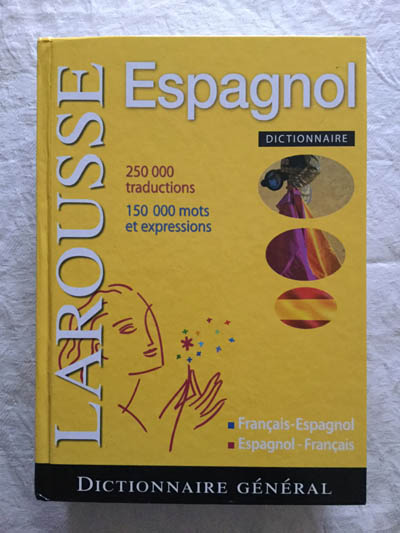 LAROUSSE
Espagnol
DICTIONNAIRE
250 000
traductions
150 000 mots
et expressions
Français-Espagnol
Espagnol-Français
DICTIONNAIRE GÉNÉRAL